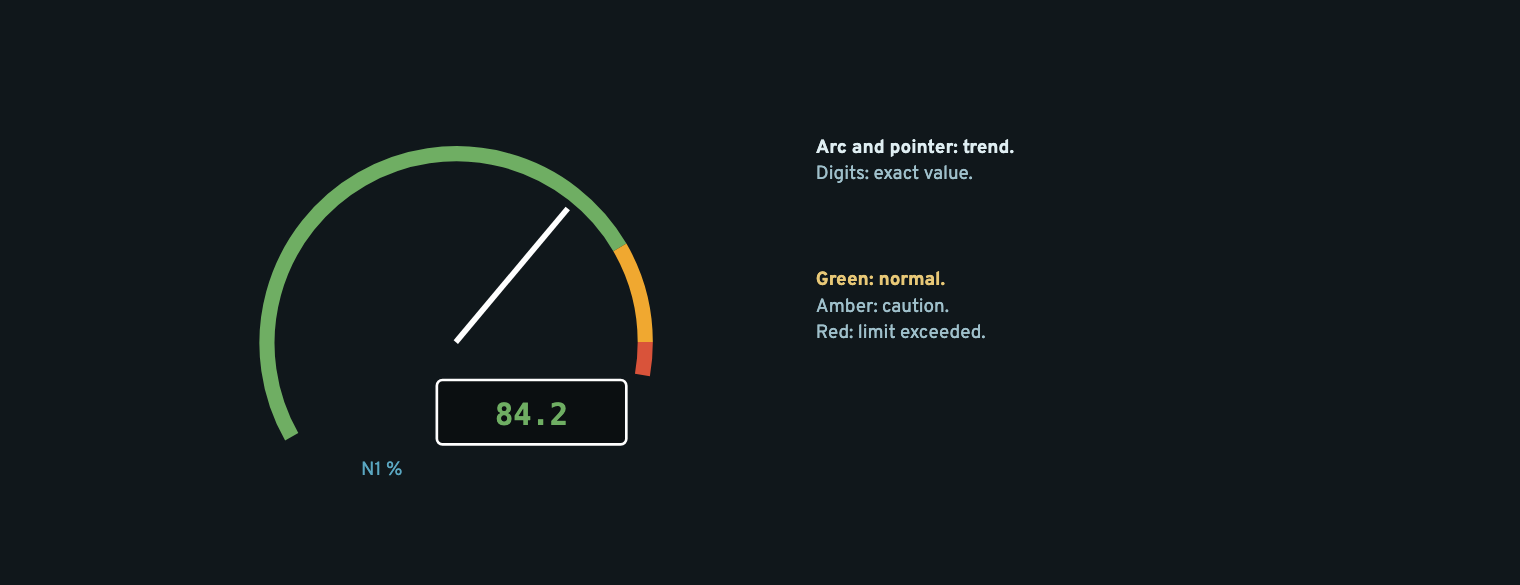 Arc and pointer: trend.
Digits: exact value.
Green: normal.
Amber: caution.
Red: limit exceeded.
84.2
N1 %